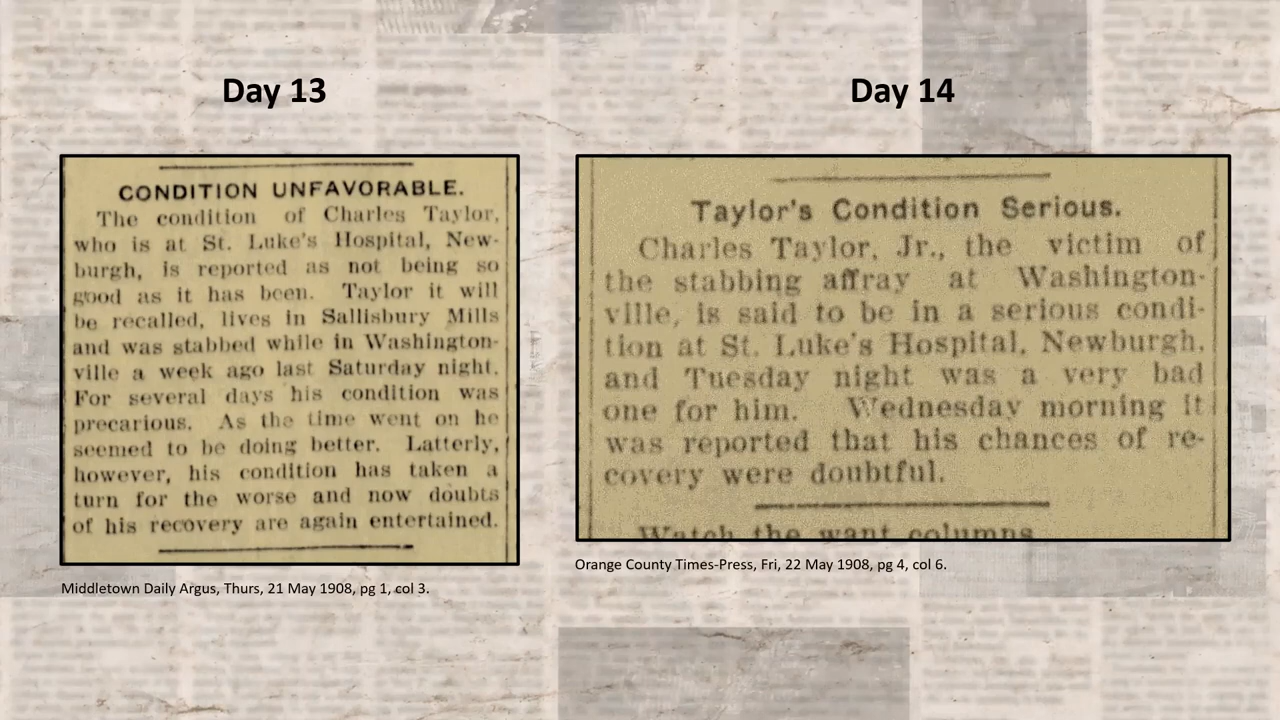 Day 13
CONDITION UNFAVORABLE.
The condition of Charles Taylor,
who is at St. Luke's Hospital, New-
burgh, is reported as not being so
good as it has been. Taylor it will
be recalled, lives in Sallisbury Mills
and was stabbed while in Washington-
ville a week ago last Saturday night.
For several days his condition was
precarious. As the time went on he
seemed to be doing better. Latterly,
however, his condition has taken a
turn for the worse and now doubts
of his recovery are again entertained.
Middletown Daily Argus, Thurs, 21 May 1908, pg 1, col 3.
Day 14
Taylor's Condition Serious.
Charles Taylor, Jr., the victim of
the stabbing affray at Washington-
ville, is said to be in a serious condi-
tion at St. Luke's Hospital, Newburgh,
and Tuesday night was a very bad
one for him. Wednesday morning it
was reported that his chances of re-
covery were doubtful.
Watch the want columns
Orange County Times-Press, Fri, 22 May 1908, pg 4, col 6.